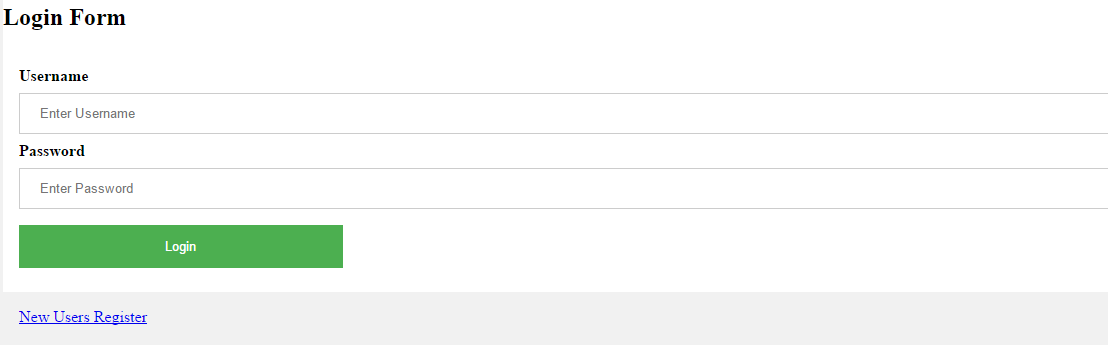 Login Form
Username
Enter Username
Password
Enter Password
Login
New Users Register